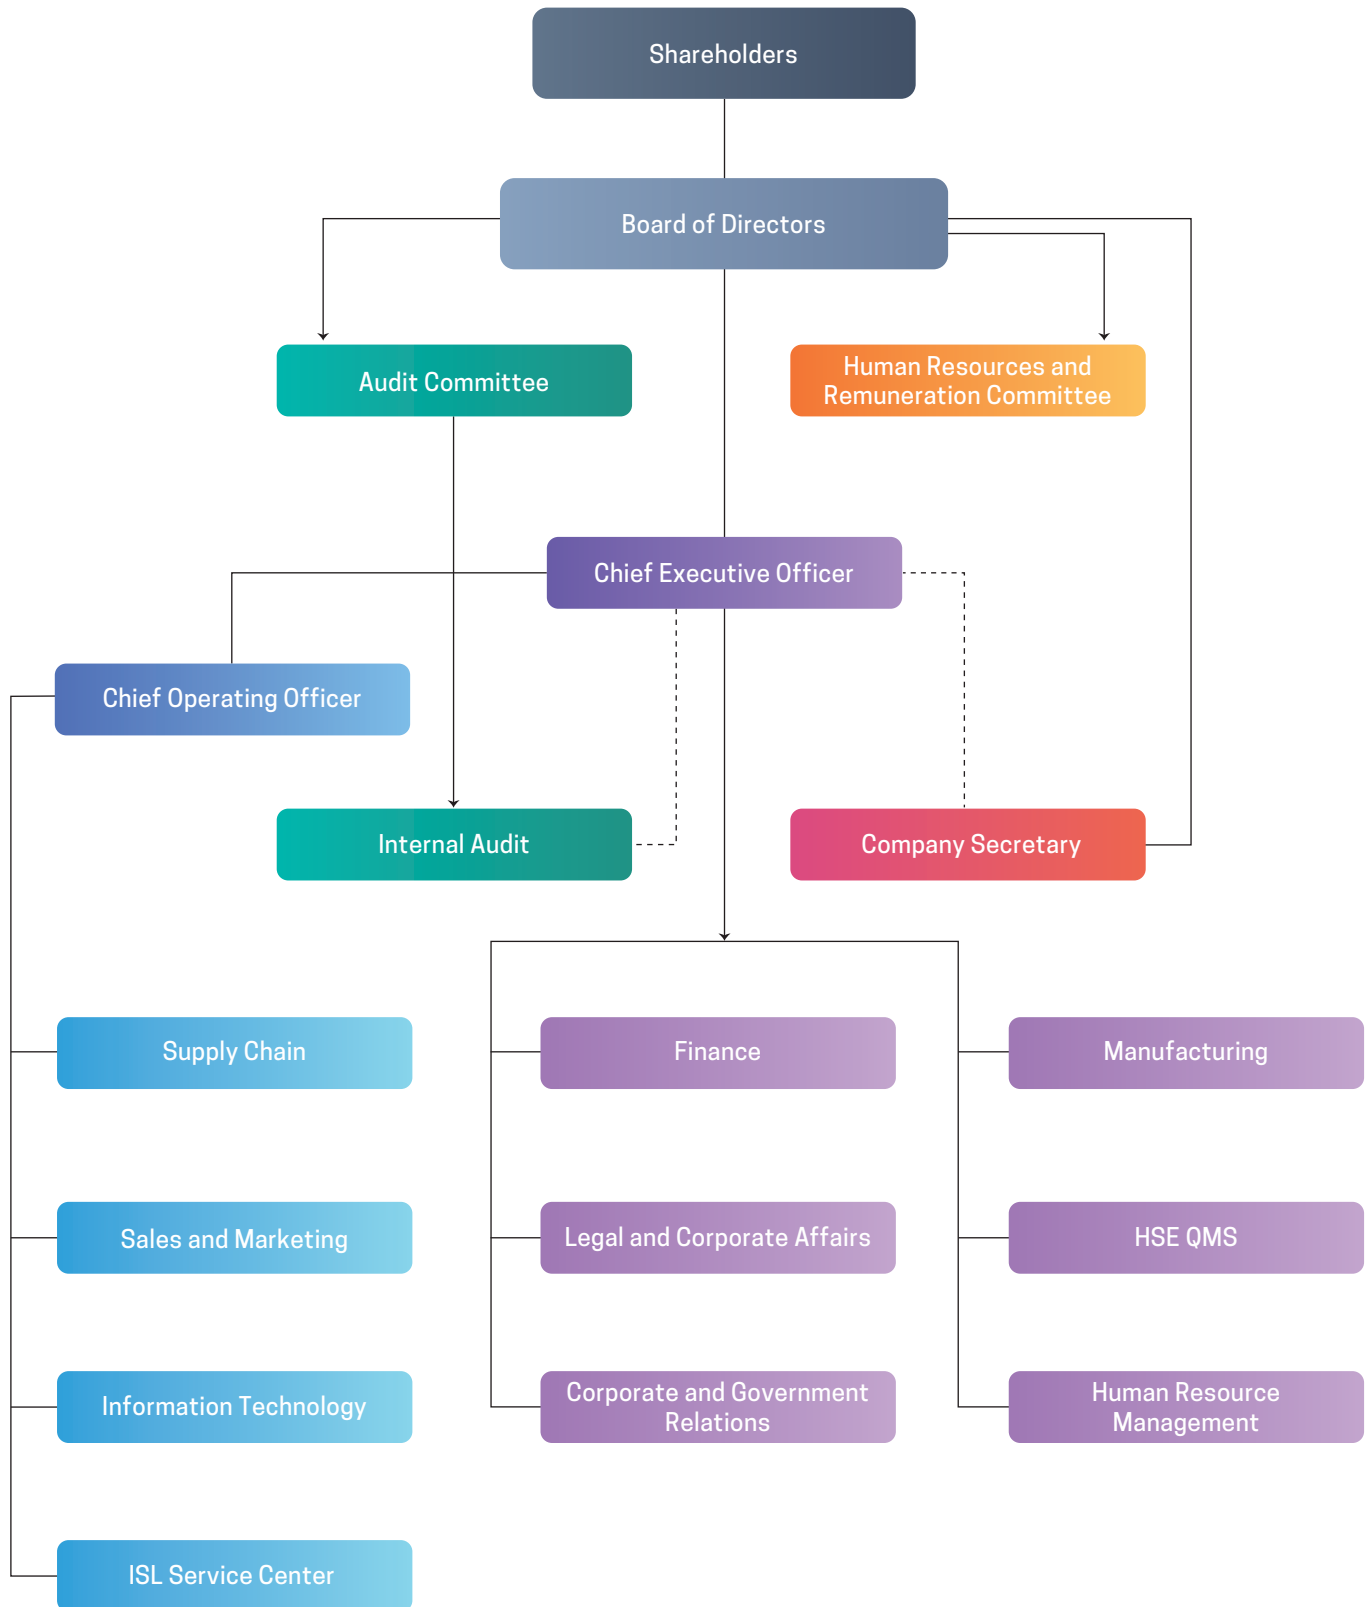 Shareholders
Board of Directors
Audit Committee
Human Resources and
Remuneration Committee
Chief Executive Officer
Chief Operating Officer
Internal Audit
Company Secretary
Supply Chain
Finance
Manufacturing
Sales and Marketing
Legal and Corporate Affairs
HSE QMS
Information Technology
Corporate and Government
Relations
Human Resource
Management
ISL Service Center